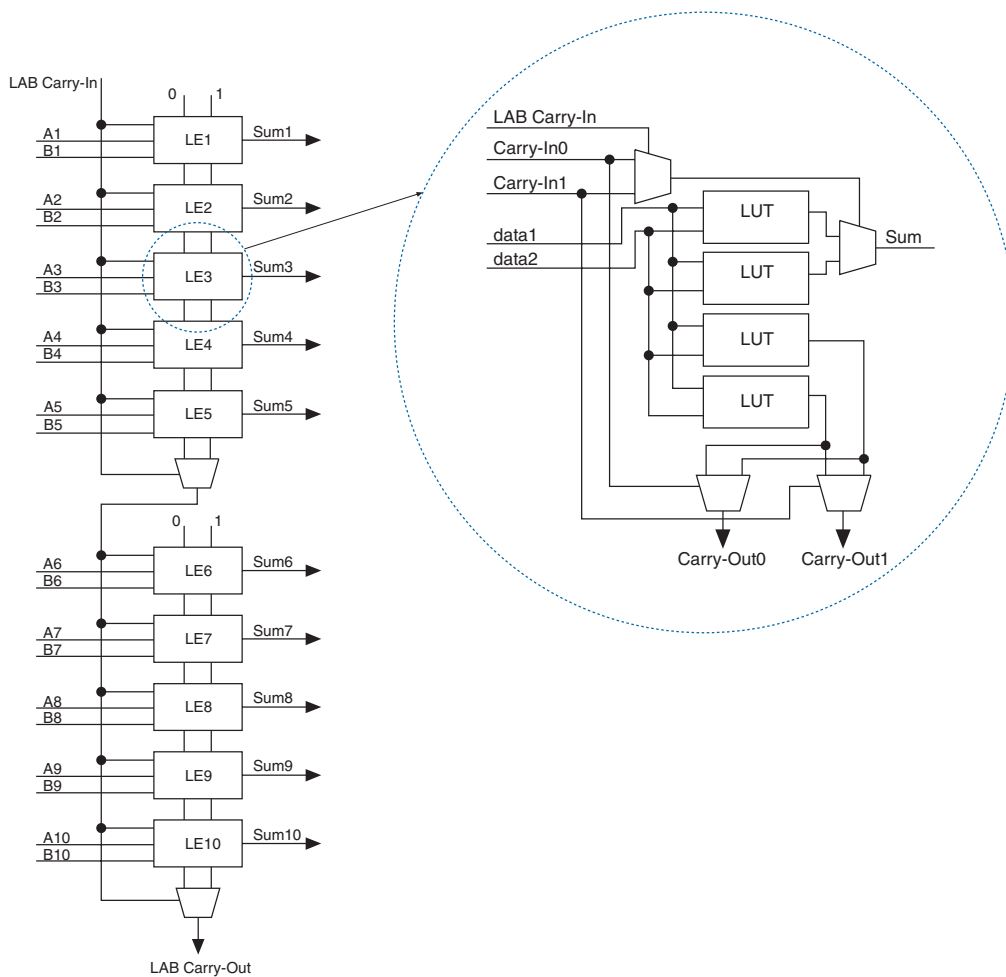 LAB Carry-In
0 1
A1
B1
LE1
Sum1
A2
B2
LE2
Sum2
A3
B3
LE3
Sum3
A4
B4
LE4
Sum4
A5
B5
LE5
Sum5
0 1
A6
B6
LE6
Sum6
A7
B7
LE7
Sum7
A8
B8
LE8
Sum8
A9
B9
LE9
Sum9
A10
B10
LE10
Sum10
LAB Carry-Out
LAB Carry-In
Carry-In0
Carry-In1
data1
data2
LUT
LUT
LUT
LUT
Sum
Carry-Out0
Carry-Out1